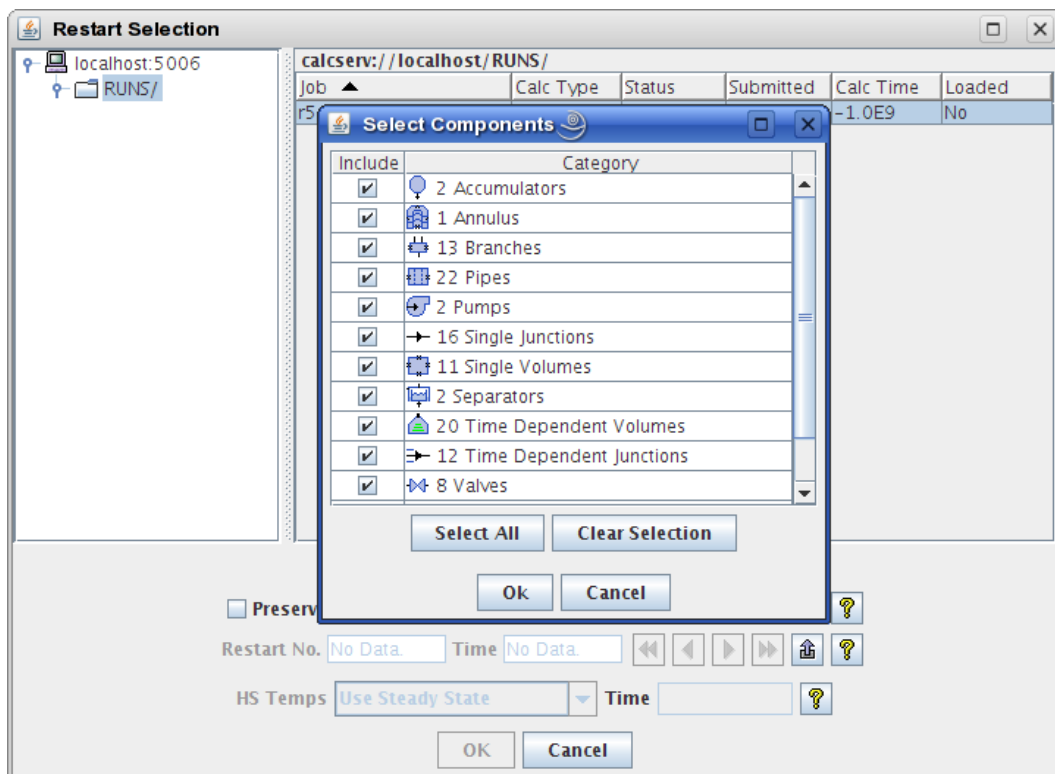 Restart Selection
localhost:5006
RUNS/
calcserv://localhost/RUNS/
Job Calc Type Status Submitted Calc Time Loaded
r5 -1.0E9 No
Select Components
Include Category
2 Accumulators
1 Annulus
13 Branches
22 Pipes
2 Pumps
16 Single Junctions
11 Single Volumes
2 Separators
20 Time Dependent Volumes
12 Time Dependent Junctions
8 Valves
Select All Clear Selection
Ok Cancel
Preserv
Restart No. No Data. Time No Data.
HS Temps Use Steady State Time
OK Cancel